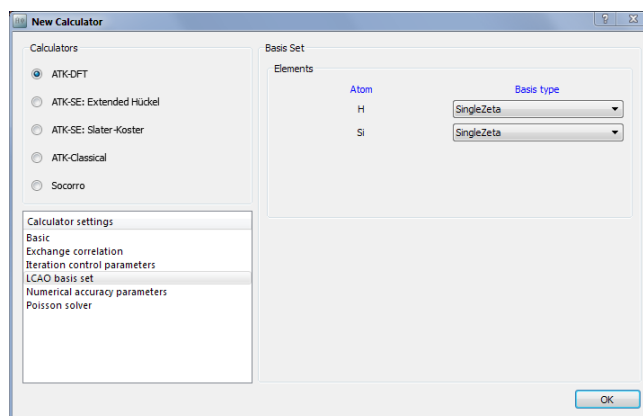 New Calculator
Calculators
ATK-DFT
ATK-SE: Extended Hückel
ATK-SE: Slater-Koster
ATK-Classical
Socorro
Calculator settings
Basic
Exchange correlation
Iteration control parameters
LCAO basis set
Numerical accuracy parameters
Poisson solver
Basis Set
Elements
Atom Basis type
H SingleZeta
Si SingleZeta
OK